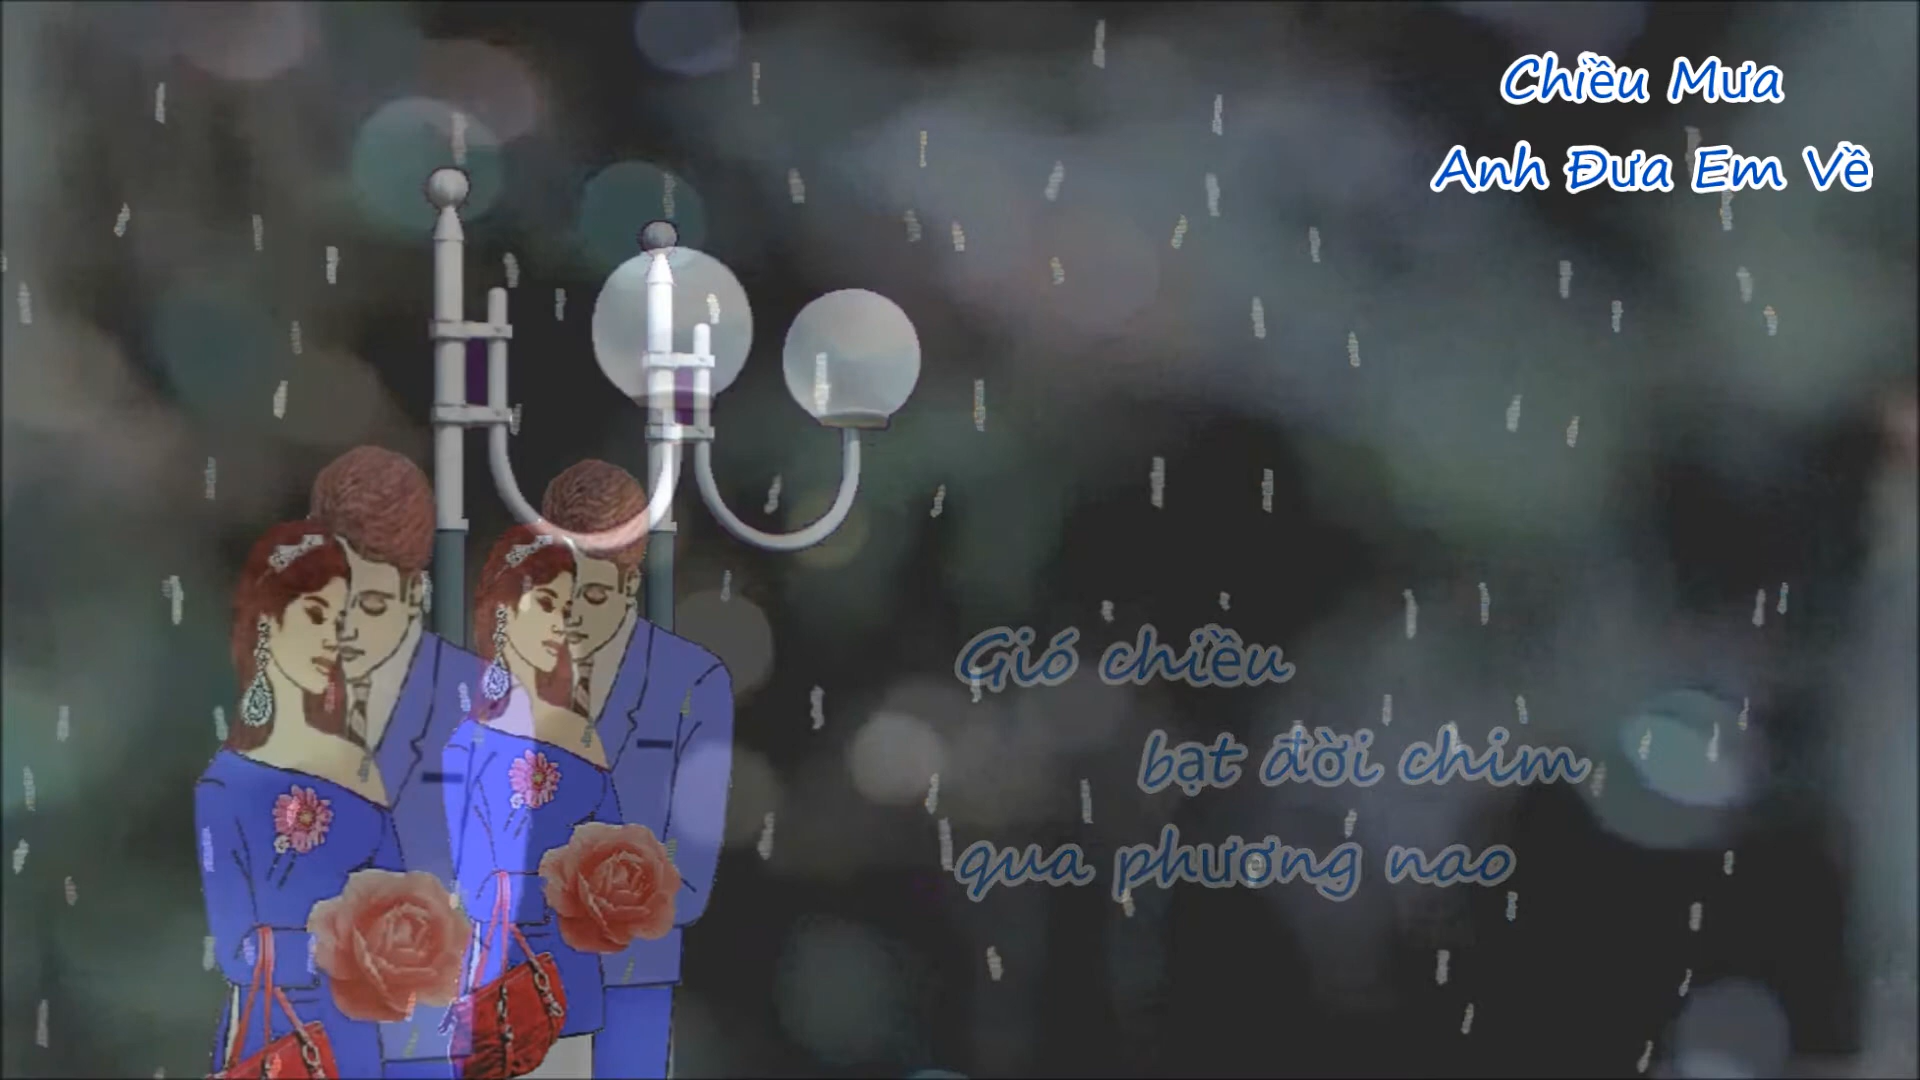 Chiều Mưa
Anh Đưa Em Về
Gió chiều
bạt đời chim
qua phương nao